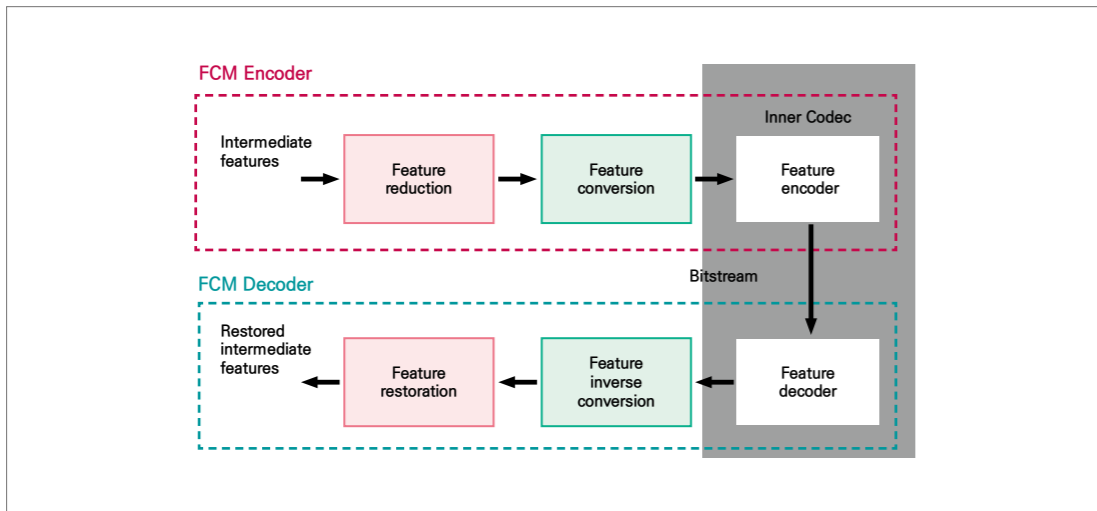 FCM Encoder
Inner Codec
Intermediate
features
Feature
reduction
Feature
conversion
Feature
encoder
Bitstream
FCM Decoder
Restored
intermediate
features
Feature
restoration
Feature
inverse
conversion
Feature
decoder